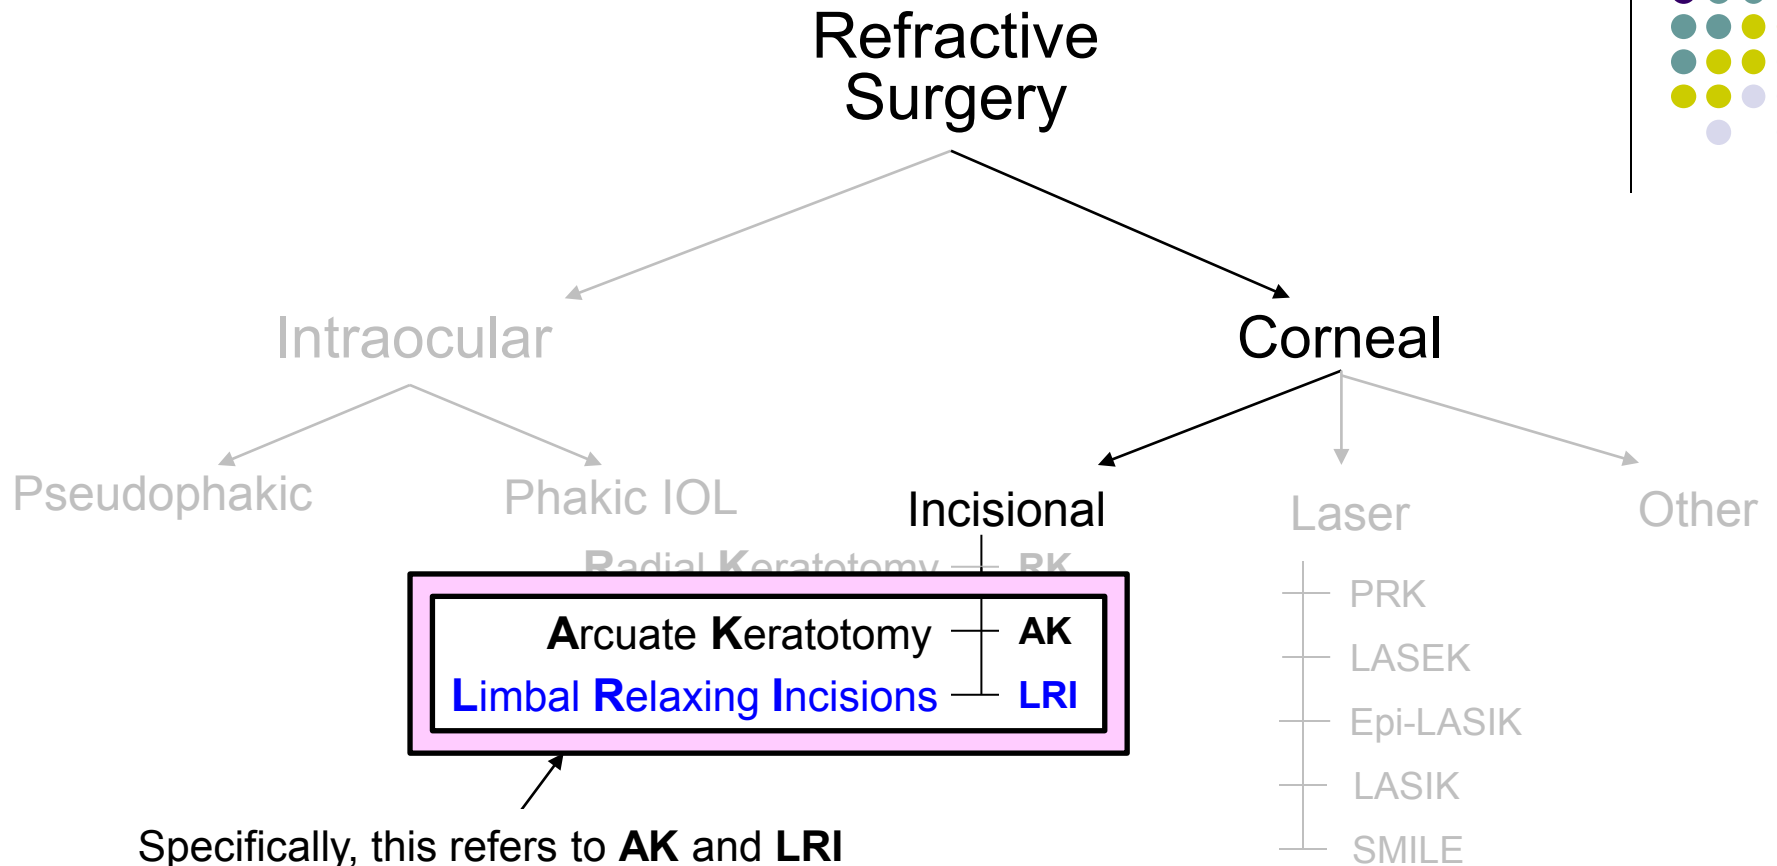 Refractive
Surgery
Intraocular
Corneal
Pseudophakic
Phakic IOL
Incisional
Laser
Other
Radial Keratotomy
RK
Arcuate Keratotomy
AK
Limbal Relaxing Incisions
LRI
PRK
LASEK
Epi-LASIK
LASIK
SMILE
Specifically, this refers to AK and LRI